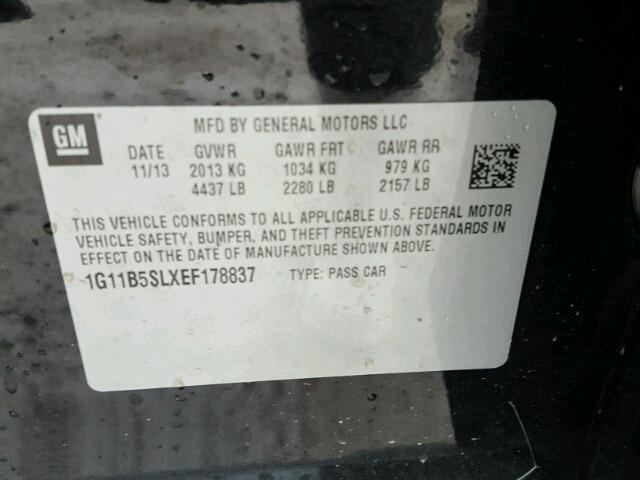 GM
MFD BY GENERAL MOTORS LLC
DATE GVWR GAWR FRT GAWR RR
11/13 2013 KG 1034 KG 979 KG
4437 LB 2280 LB 2157 LB
THIS VEHICLE CONFORMS TO ALL APPLICABLE U.S. FEDERAL MOTOR
VEHICLE SAFETY, BUMPER, AND THEFT PREVENTION STANDARDS IN
EFFECT ON THE DATE OF MANUFACTURE SHOWN ABOVE.
1G11B5SLXEF178837 TYPE: PASS CAR